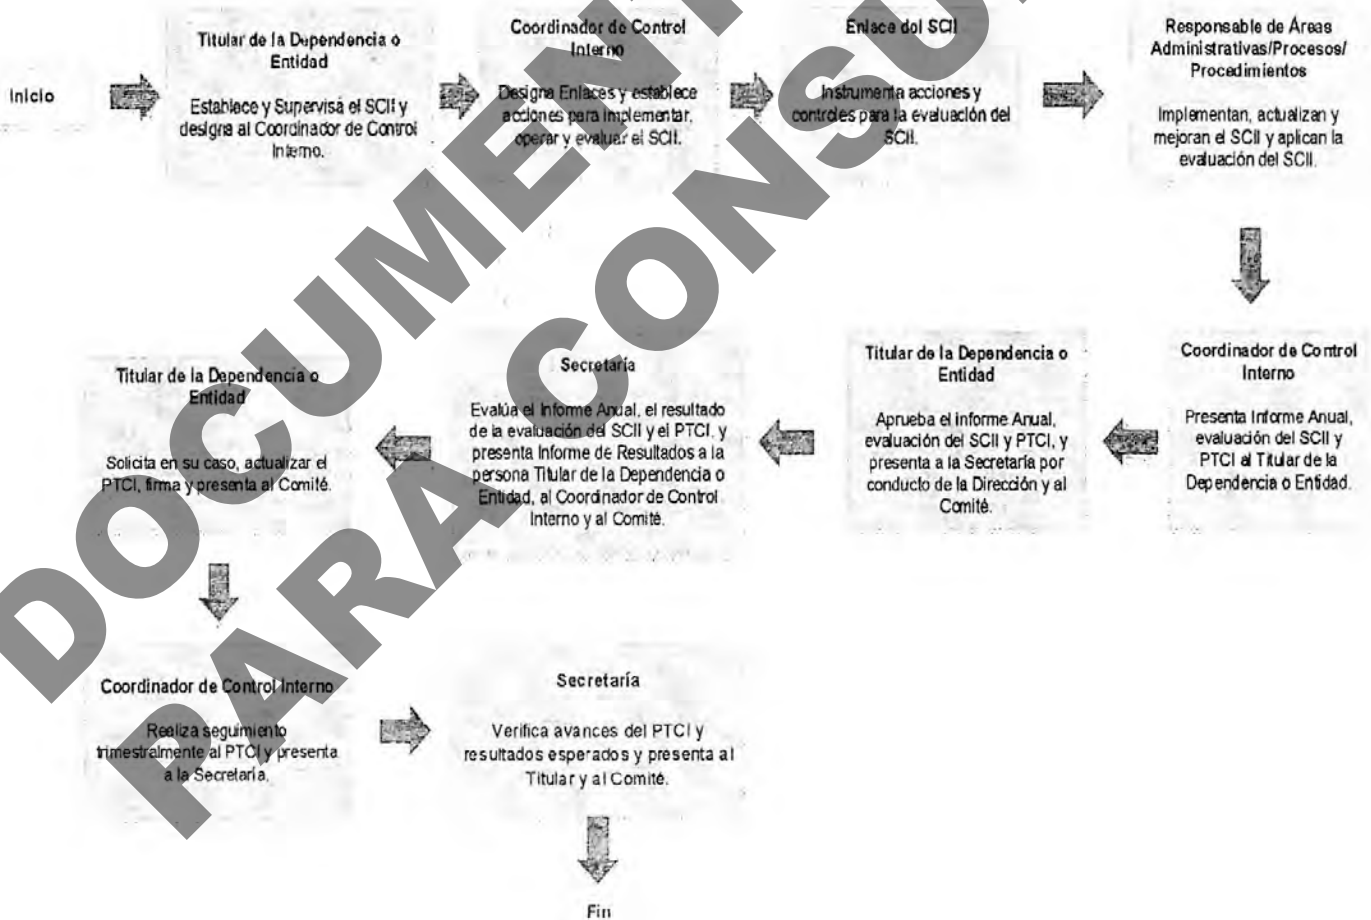 Inicio
Titular de la Dependencia o
Entidad
Establece y Supervisá el SCII y
designa al Coordinador de Control
Interno.
Coordinador de Control
Interno
Designa Enlaces y establece
acciones para implementar,
operar y evaluar el SCII.
Enlace del SCII
Instrumenta acciones y
controles para la evaluación del
SCII.
Responsable de Áreas
Administrativas/Procesos/
Procedimientos
Implementan, actualizan y
mejoran el SCII y aplican la
evaluación del SCII.
Coordinador de Control
Interno
Presenta Informe Anual,
evaluación del SCII y
PTCI al Titular de la
Dependencia o Entidad.
Titular de la Dependencia o
Entidad
Aprueba el informe Anual,
evaluación del SCII y PTCI, y
presenta a la Secretaría por
conducto de la Dirección y al
Comité.
Secretaría
Evalúa el Informe Anual, el resultado
de la evaluación del SCII y el PTCI, y
presenta Informe de Resultados a la
persona Titular de la Dependencia o
Entidad, al Coordinador de Control
Interno y al Comité.
Titular de la Dependencia o
Entidad
Solicita en su caso, actualizar el
PTCI, firma y presenta al Comité.
Coordinador de Control Interno
Realiza seguimiento
trimestralmente al PTCI y presenta
a la Secretaría.
Secretaría
Verifica avances del PTCI y
resultados esperados y presenta al
Titular y al Comité.
Fin
DOCUMENT
PARA CONSU